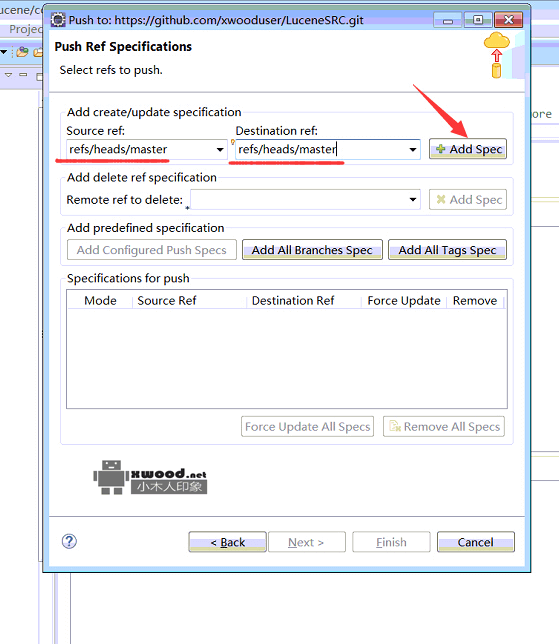 Push to: https://github.com/xwooduser/LuceneSRC.git
ucene/co
Projec
Push Ref Specifications
Select refs to push.
Add create/update specification
Source ref:
Destination ref:
refs/heads/master
refs/heads/master
Add Spec
Add delete ref specification
Remote ref to delete:
Add Spec
Add predefined specification
Add Configured Push Specs
Add All Branches Spec
Add All Tags Spec
Specifications for push
Mode Source Ref Destination Ref Force Update Remove
Force Update All Specs
Remove All Specs
xwood.net
小木人印象
< Back
Next >
Finish
Cancel
ore